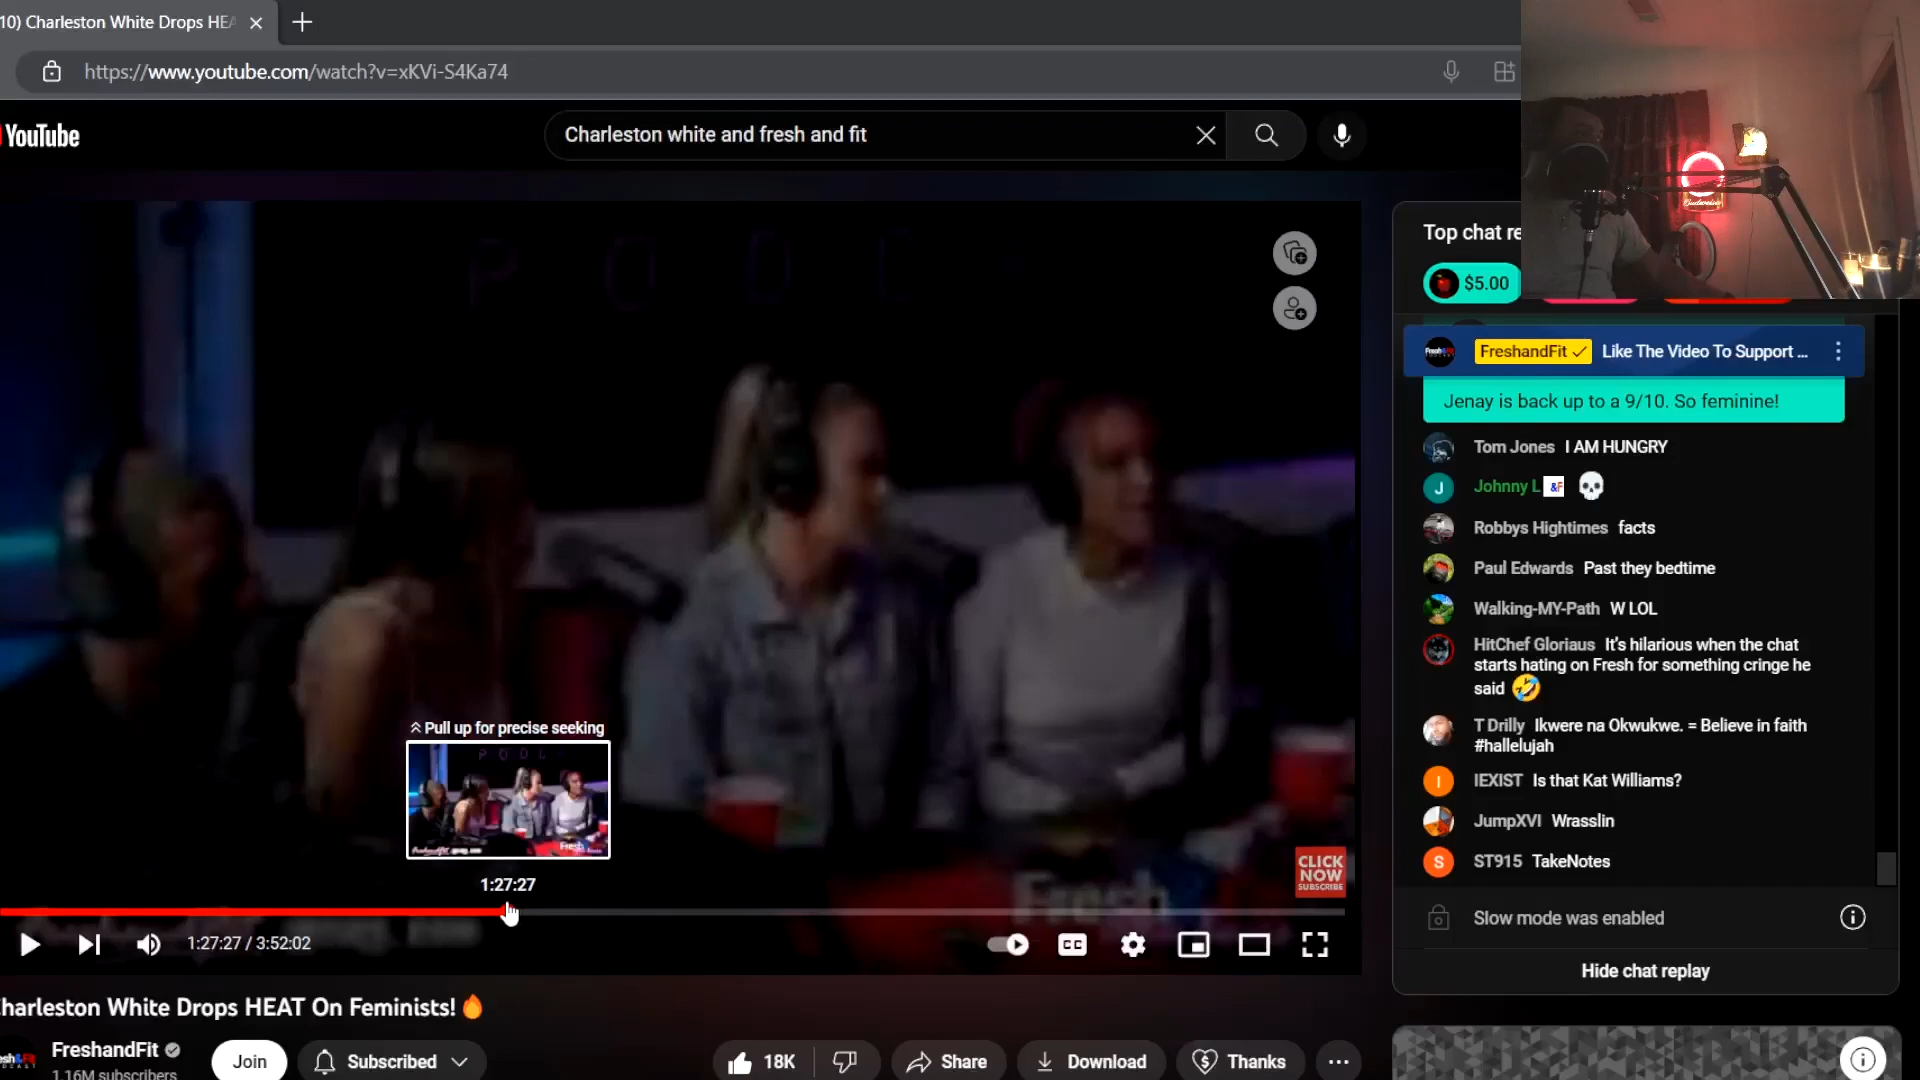 10) Charleston White Drops HEA
https://www.youtube.com/watch?v=xKVi-S4Ka74
YouTube
Charleston white and fresh and fit
Top chat re
$5.00
FreshandFit Like The Video To Support ...
Jenay is back up to a 9/10. So feminine!
Tom Jones I AM HUNGRY
J Johnny L &F
Robbys Hightimes facts
Paul Edwards Past they bedtime
Walking-MY-Path W LOL
HitChef Gloriaus It's hilarious when the chat
starts hating on Fresh for something cringe he
said
T Drilly Ikwere na Okwukwe. = Believe in faith
#hallelujah
I IEXIST Is that Kat Williams?
JumpXVI Wrasslin
S ST915 TakeNotes
Slow mode was enabled
Hide chat replay
P O D C
Pull up for precise seeking
P O D C
Fresh
1:27:27
CLICK
NOW
SUBSCRIBE
Fresh
1:27:27 / 3:52:02
CC
harleston White Drops HEAT On Feminists!
FreshandFit
1.16M subscribers
Join
Subscribed
18K
Share
Download
Thanks